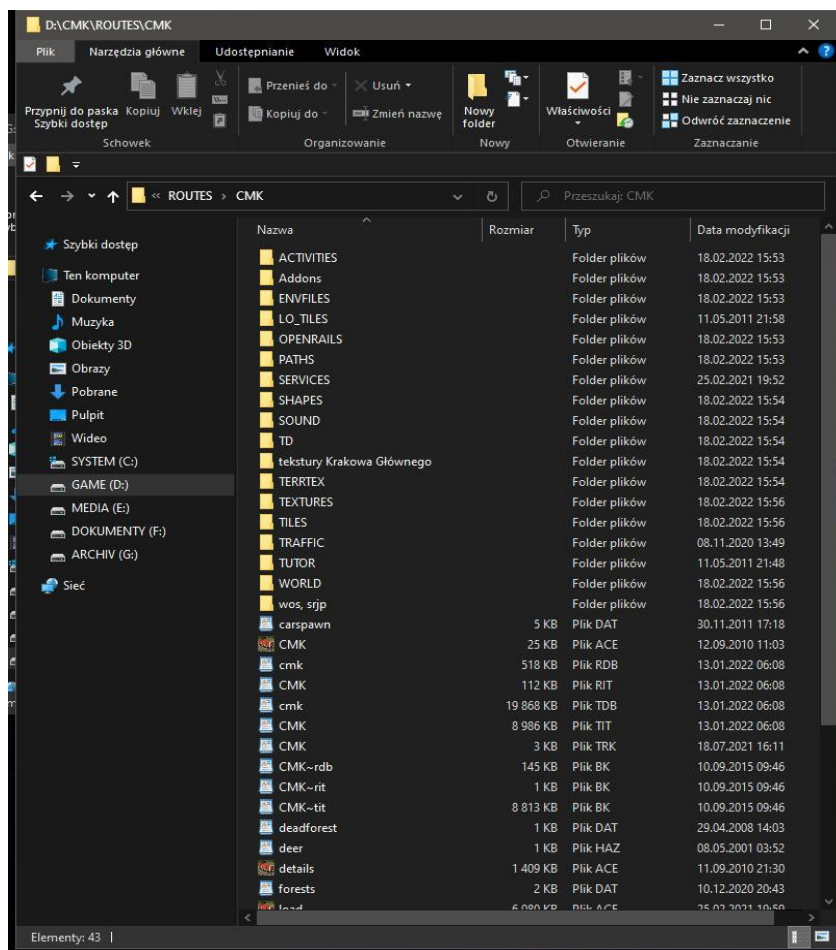 D:\CMK\ROUTES\CMK
Plik Narzędzia główne Udostępnianie Widok
Przypnij do paska Szybki dostęp
Kopiuj
Wklej
Przenieś do
Kopiuj do
Usuń
Zmień nazwę
Nowy folder
Właściwości
Zaznacz wszystko
Nie zaznaczaj nic
Odwróć zaznaczenie
Schowek Organizowanie Nowy Otwieranie Zaznaczanie
« ROUTES > CMK
Przeszukaj: CMK
Szybki dostęp
Ten komputer
Dokumenty
Muzyka
Obiekty 3D
Obrazy
Pobrane
Pulpit
Wideo
SYSTEM (C:)
GAME (D:)
MEDIA (E:)
DOKUMENTY (F:)
ARCHIV (G:)
Sieć
Nazwa Rozmiar Typ Data modyfikacji
ACTIVITIES Folder plików 18.02.2022 15:53
Addons Folder plików 18.02.2022 15:53
ENVFILES Folder plików 18.02.2022 15:53
LO_TILES Folder plików 11.05.2011 21:58
OPENRAILS Folder plików 18.02.2022 15:53
PATHS Folder plików 18.02.2022 15:53
SERVICES Folder plików 25.02.2021 19:52
SHAPES Folder plików 18.02.2022 15:54
SOUND Folder plików 18.02.2022 15:54
TD Folder plików 18.02.2022 15:54
tekstury Krakowa Głównego Folder plików 18.02.2022 15:54
TERRTEX Folder plików 18.02.2022 15:54
TEXTURES Folder plików 18.02.2022 15:56
TILES Folder plików 18.02.2022 15:56
TRAFFIC Folder plików 08.11.2020 13:49
TUTOR Folder plików 11.05.2011 21:48
WORLD Folder plików 18.02.2022 15:56
wos, srjp Folder plików 18.02.2022 15:56
carspawn 5 KB Plik DAT 30.11.2011 17:18
CMK 25 KB Plik ACE 12.09.2010 11:03
cmk 518 KB Plik RDB 13.01.2022 06:08
CMK 112 KB Plik RIT 13.01.2022 06:08
cmk 19 868 KB Plik TDB 13.01.2022 06:08
CMK 8 986 KB Plik TIT 13.01.2022 06:08
CMK 3 KB Plik TRK 18.07.2021 16:11
CMK~rdb 145 KB Plik BK 10.09.2015 09:46
CMK~rit 1 KB Plik BK 10.09.2015 09:46
CMK~tit 8 813 KB Plik BK 10.09.2015 09:46
deadforest 1 KB Plik DAT 29.04.2008 14:03
deer 1 KB Plik HAZ 08.05.2001 03:52
details 1 409 KB Plik ACE 11.09.2010 21:30
forests 2 KB Plik DAT 10.12.2020 20:43
load 6 080 KB Plik ACE 25.02.2021 19:59
Elementy: 43